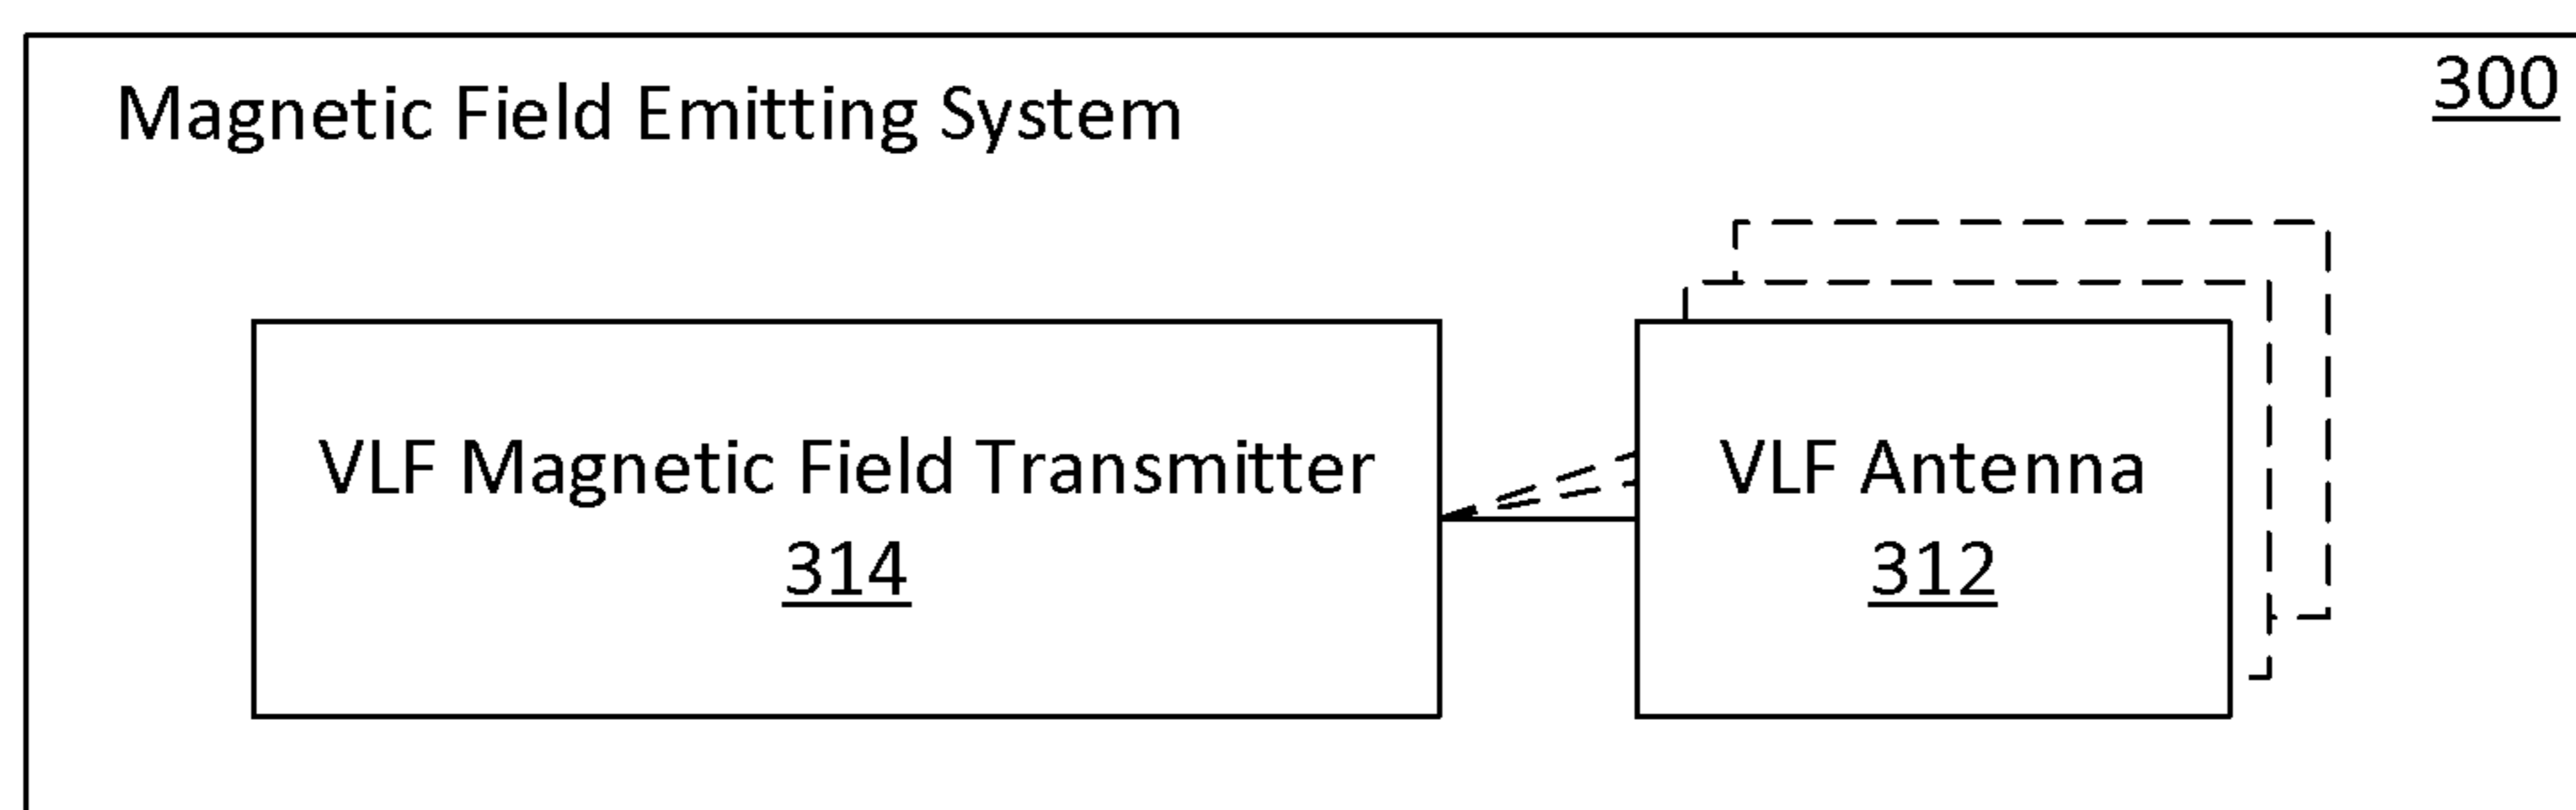 Magnetic Field Emitting System
300
VLF Magnetic Field Transmitter
314
VLF Antenna
312